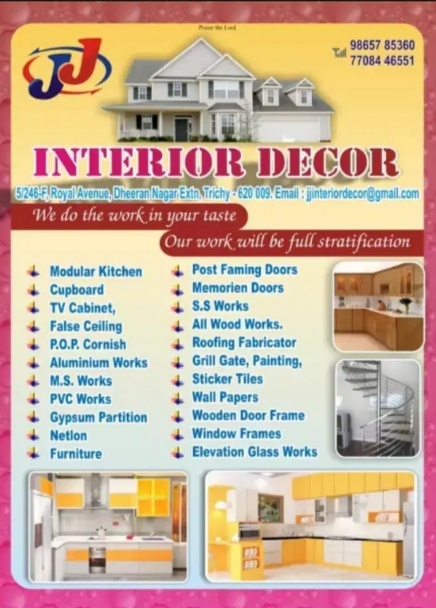 Praise the Lord
JJ
98657 85360
77084 46551
INTERIOR DECOR
5/246-F, Royal Avenue, Dheeran Nagar Extn, Trichy - 620 009. Email : jjinteriordecor@gmail.com
We do the work in your taste
Our work will be full stratification
Modular Kitchen
Cupboard
TV Cabinet,
False Ceiling
P.O.P. Cornish
Aluminium Works
M.S. Works
PVC Works
Gypsum Partition
Netlon
Furniture
Post Faming Doors
Memorien Doors
S.S Works
All Wood Works.
Roofing Fabricator
Grill Gate, Painting,
Sticker Tiles
Wall Papers
Wooden Door Frame
Window Frames
Elevation Glass Works